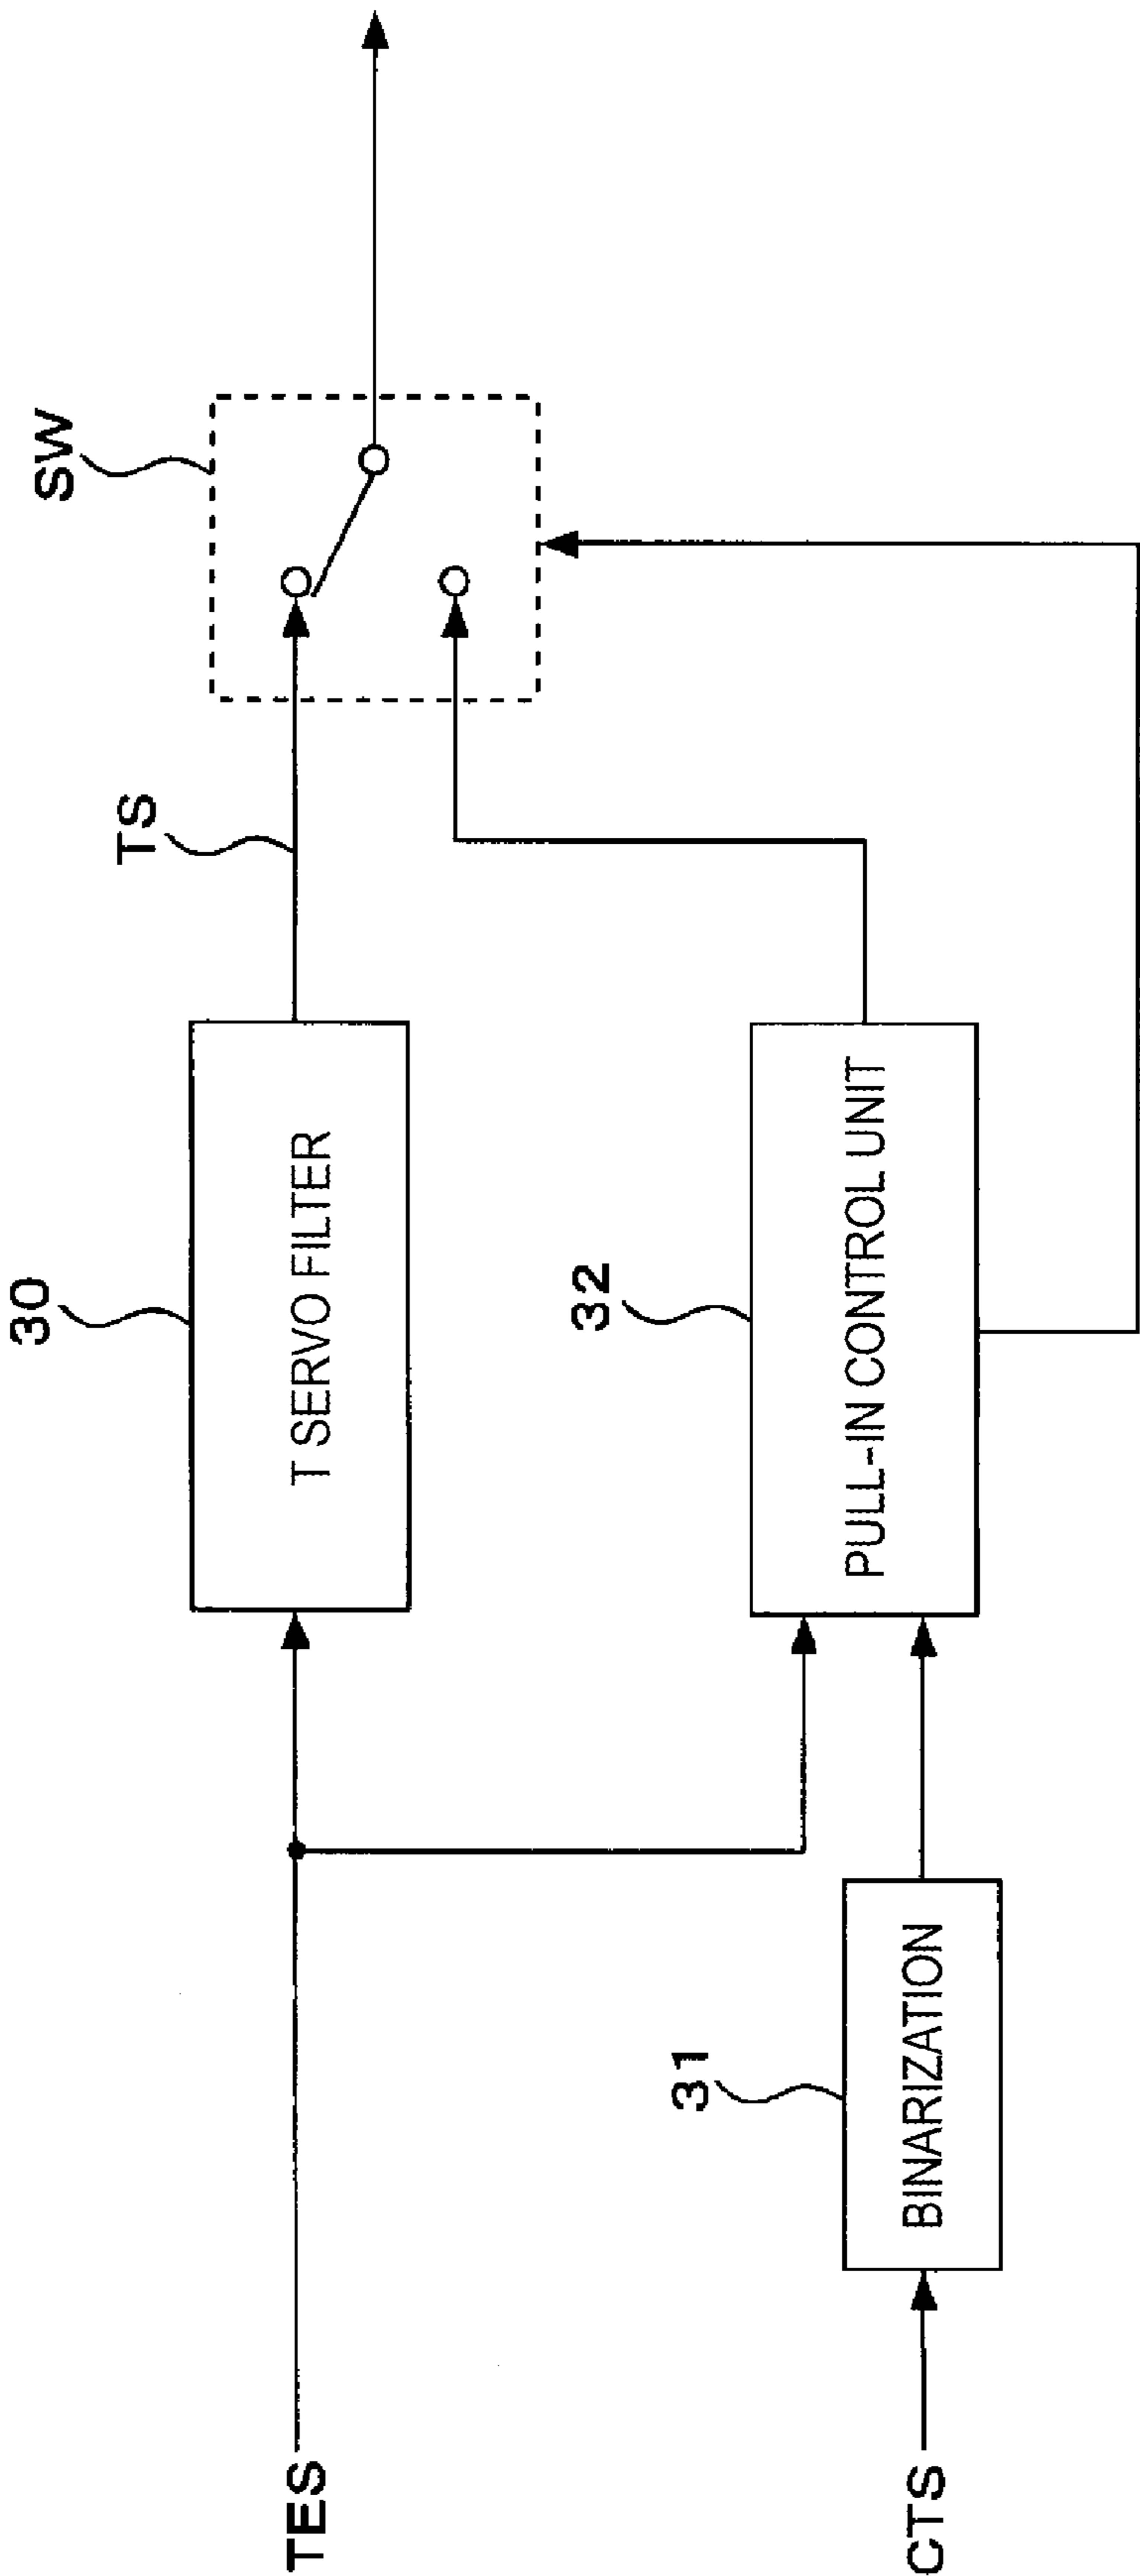 SW
TS
30
T SERVO FILTER
TES
32
PULL-IN CONTROL UNIT
31
BINARIZATION
CTS